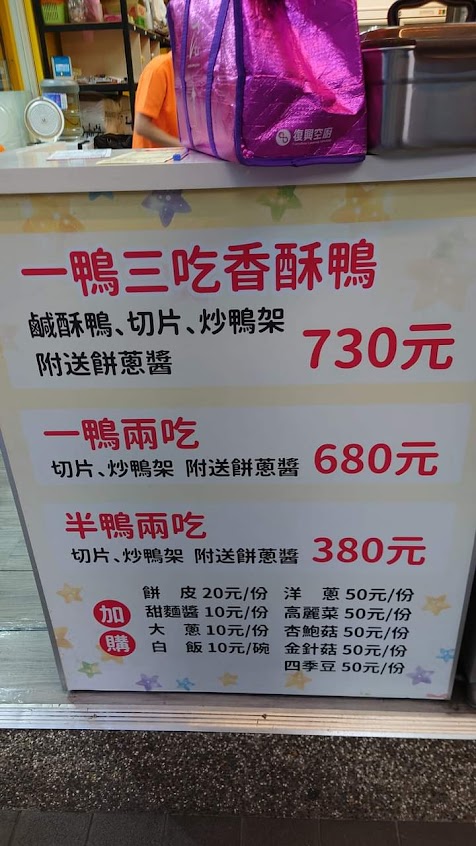 復興空廚
一鴨三吃香酥鴨
鹹酥鴨、切片、炒鴨架
附送餅蔥醬
730元
一鴨兩吃
切片、炒鴨架 附送餅蔥醬
680元
半鴨兩吃
切片、炒鴨架 附送餅蔥醬
380元
加購
餅 皮 20元/份 洋 蔥 50元/份
甜麵醬 10元/份 高麗菜 50元/份
大 蔥 10元/份 杏鮑菇 50元/份
白 飯 10元/碗 金針菇 50元/份
四季豆 50元/份